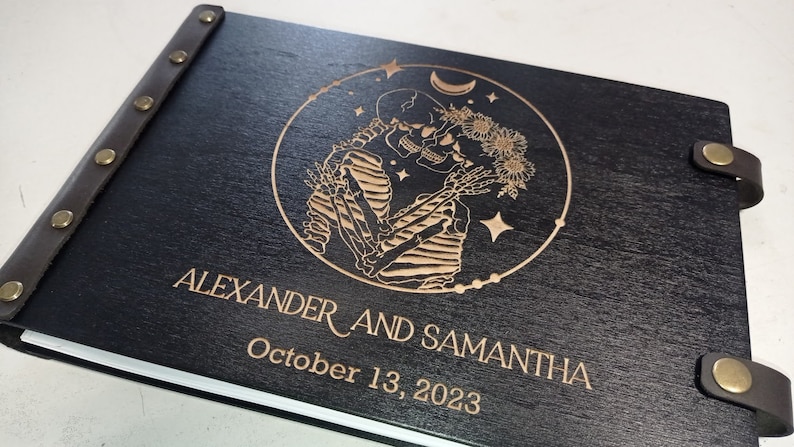 ALEXANDER AND SAMANTHA
October 13, 2023